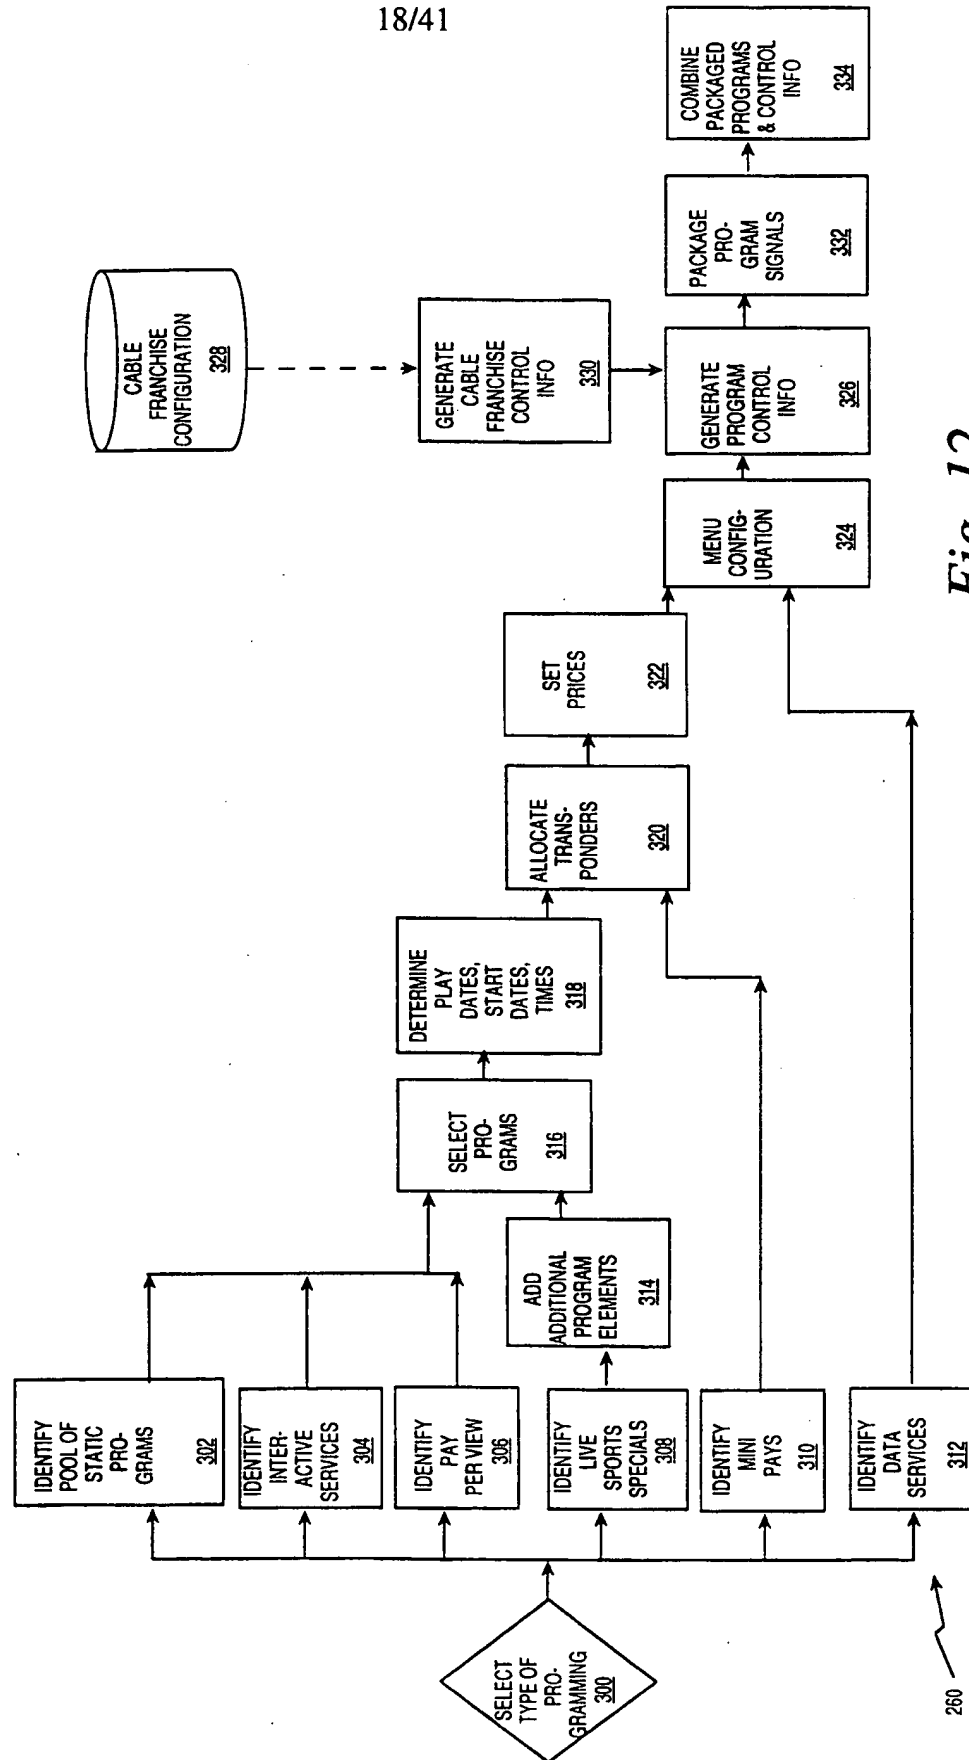 18/41
SELECT
TYPE OF
PRO-
GRAMMING
300
IDENTIFY
POOL OF
STATIC
PRO-
GRAMS
302
IDENTIFY
INTER-
ACTIVE
SERVICES
304
IDENTIFY
PAY
PER VIEW
306
IDENTIFY
LIVE
SPORTS
SPECIALS
308
IDENTIFY
MINI
PAYS
310
IDENTIFY
DATA
SERVICES
312
ADD
ADDITIONAL
PROGRAM
ELEMENTS
314
SELECT
PRO-
GRAMS
316
DETERMINE
PLAY
DATES,
START
DATES,
TIMES
318
ALLOCATE
TRANS-
PONDERS
320
SET
PRICES
322
MENU
CONFIG-
URATION
324
GENERATE
PROGRAM
CONTROL
INFO
326
CABLE
FRANCHISE
CONFIGURATION
328
GENERATE
CABLE
FRANCHISE
CONTROL
INFO
330
PACKAGE
PRO-
GRAM
SIGNALS
332
COMBINE
PACKAGED
PROGRAMS
& CONTROL
INFO
334
260
Fig. 12